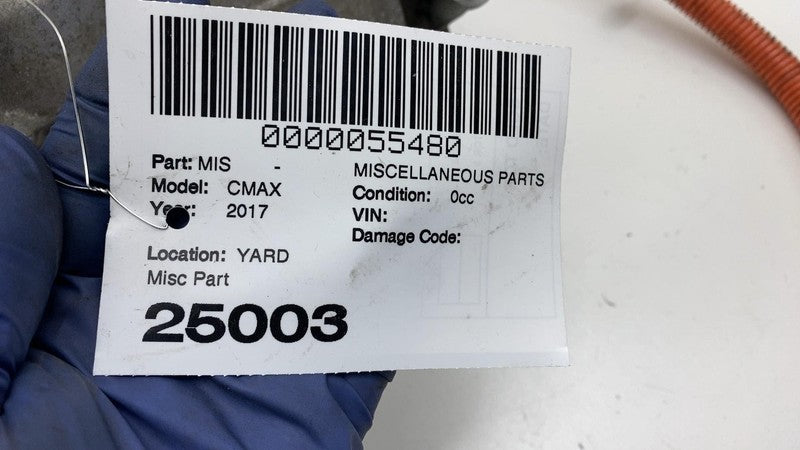 0000055480
Part: MIS - MISCELLANEOUS PARTS
Model: CMAX Condition: 0cc
Year: 2017 VIN:
Damage Code:
Location: YARD
Misc Part
25003